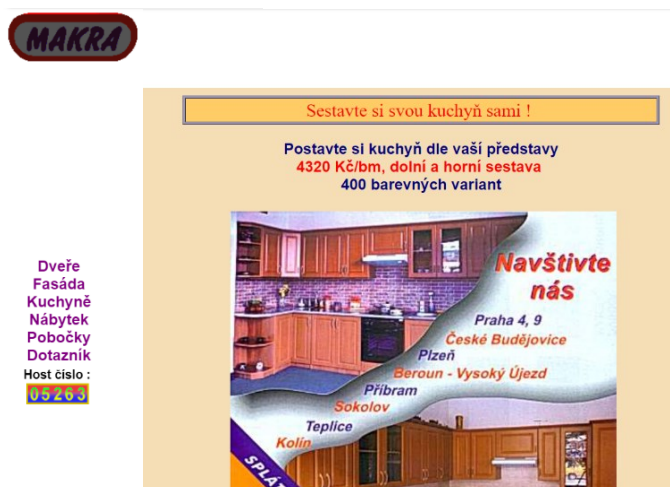 MAKRA
Sestavte si svou kuchyň sami !
Postavte si kuchyň dle vaší představy
4320 Kč/bm, dolní a horní sestava
400 barevných variant
Dveře
Fasáda
Kuchyně
Nábytek
Pobočky
Dotazník
Host číslo :
05263
Navštivte
nás
Praha 4, 9
České Budějovice
Plzeň
Beroun - Vysoký Újezd
Příbram
Sokolov
Teplice
Kolín